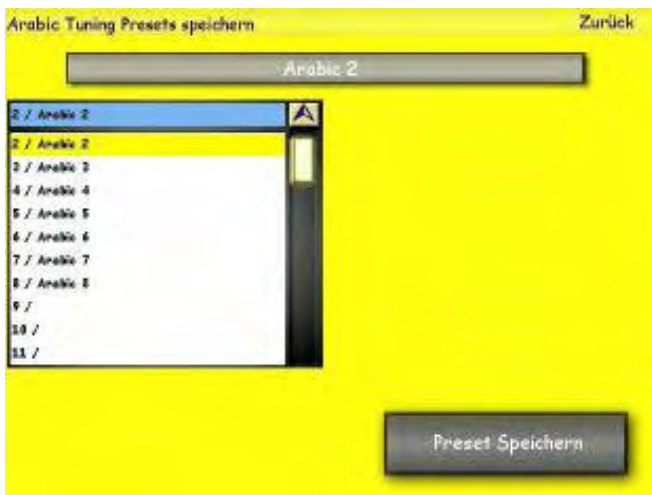 Arabic Tuning Presets speichern
Zurück
Arabic 2
2 / Arabic 2
2 / Arabic 2
3 / Arabic 3
4 / Arabic 4
5 / Arabic 5
6 / Arabic 6
7 / Arabic 7
8 / Arabic 8
9 /
10 /
11 /
Preset Speichern